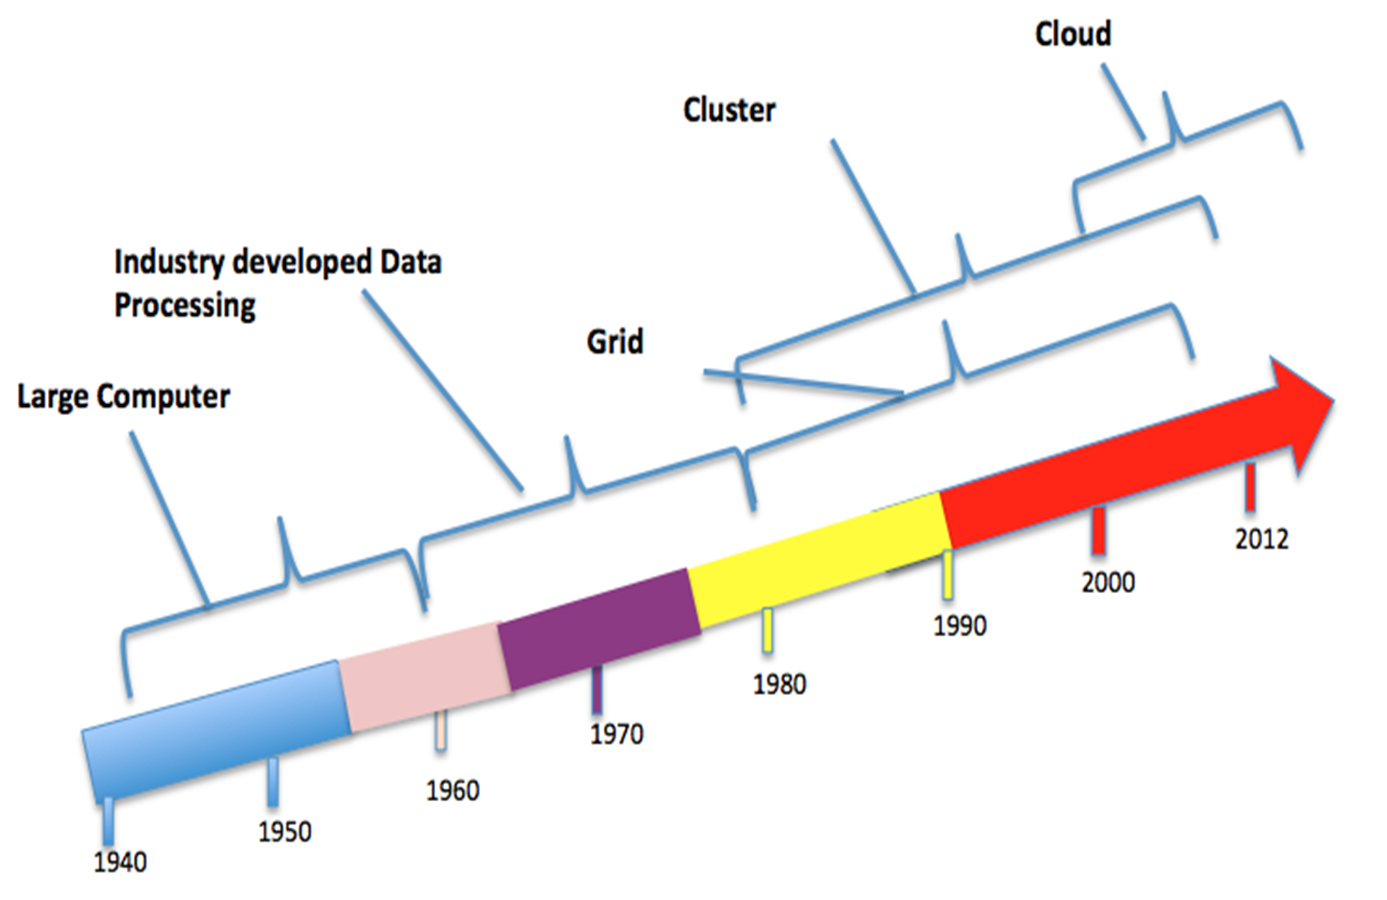 Cloud
Cluster
Industry developed Data
Processing
Grid
Large Computer
2012
2000
1990
1980
1970
1960
1950
1940